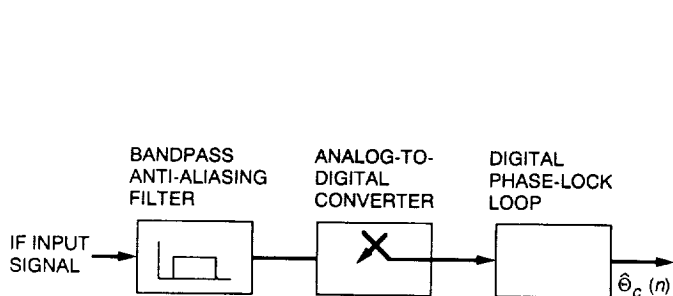 BANDPASS
ANTI-ALIASING
FILTER
ANALOG-TO-
DIGITAL
CONVERTER
DIGITAL
PHASE-LOCK
LOOP
IF INPUT
SIGNAL
Θ̂c (n)